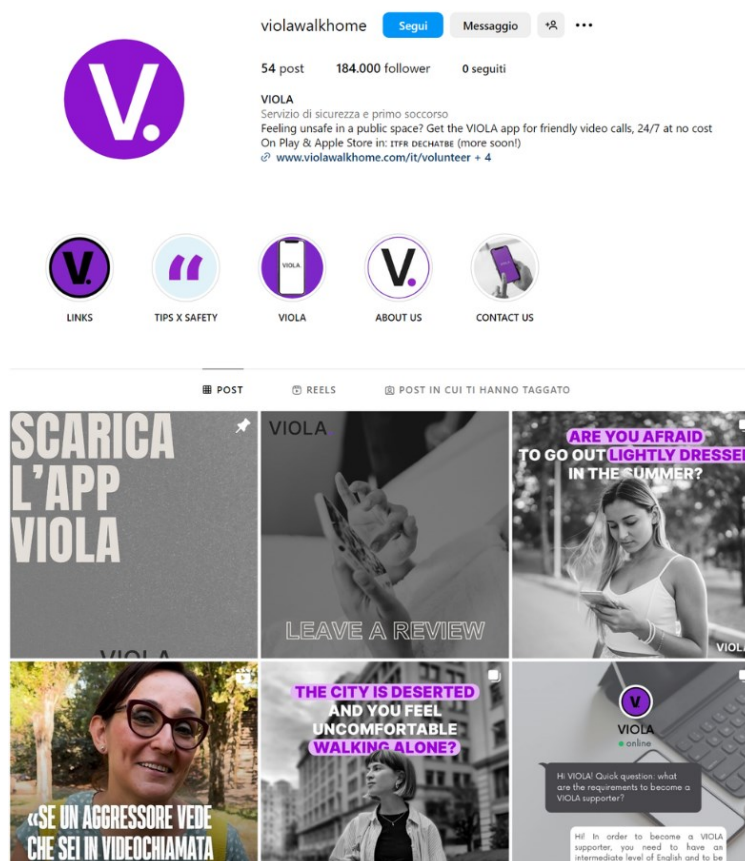 violawalkhome Segui Messaggio
54 post 184.000 follower 0 seguiti
VIOLA
Servizio di sicurezza e primo soccorso
Feeling unsafe in a public space? Get the VIOLA app for friendly video calls, 24/7 at no cost
On Play & Apple Store in: ITFR DECHATBE (more soon!)
www.violawalkhome.com/it/volunteer + 4
V.
V.
VIOLA
V.
LINKS
TIPS X SAFETY
VIOLA
ABOUT US
CONTACT US
POST REELS POST IN CUI TI HANNO TAGGATO
SCARICA
L'APP
VIOLA
VIOLA
VIOLA.
LEAVE A REVIEW
ARE YOU AFRAID
TO GO OUT LIGHTLY DRESSED
IN THE SUMMER?
VIOLA
«SE UN AGGRESSORE VEDE
CHE SEI IN VIDEOCHIAMATA
THE CITY IS DESERTED
AND YOU FEEL
UNCOMFORTABLE
WALKING ALONE?
V.
VIOLA
online
Hi VIOLA! Quick question: what
are the requirements to become a
VIOLA supporter?
Hi! In order to become a VIOLA
supporter, you need to have an
intermediate level of English and to be